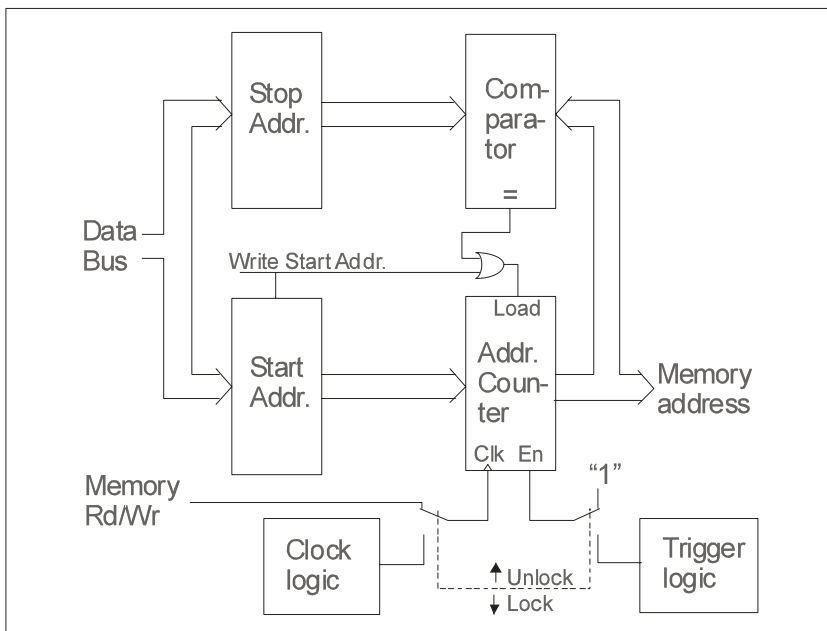 Stop
Addr.
Com-
para-
tor
=
Data
Bus
Write Start Addr.
Load
Start
Addr.
Addr.
Coun-
ter
Memory
address
Clk En
"1"
Memory
Rd/Wr
Clock
logic
Unlock
Lock
Trigger
logic